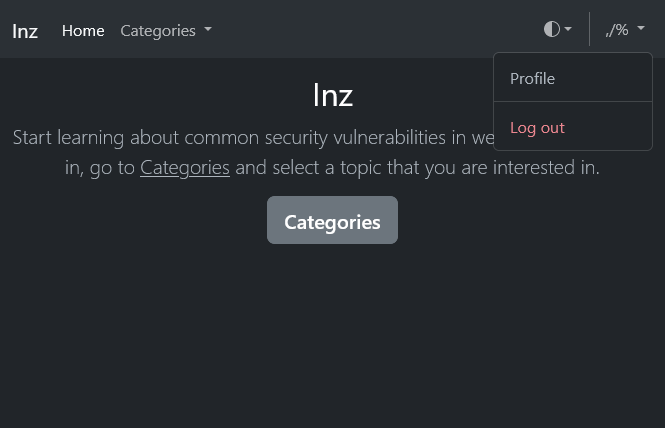 Inz Home Categories ,/%
Profile
Log out
Inz
Start learning about common security vulnerabilities in we
in, go to Categories and select a topic that you are interested in.
Categories